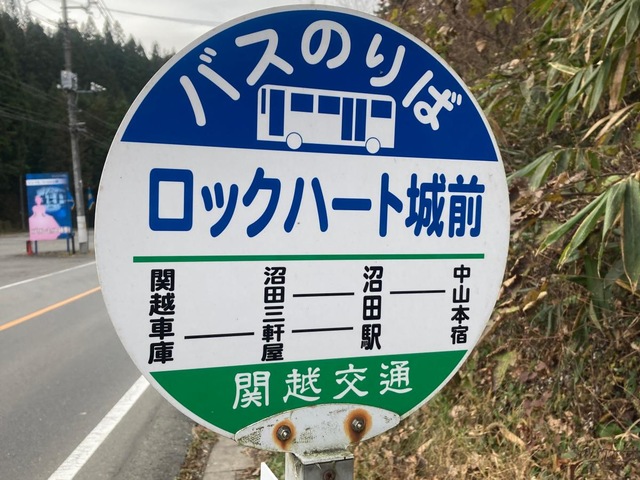 バスのりば
ロックハート城前
関越車庫
沼田三軒屋
沼田駅
中山本宿
関越交通